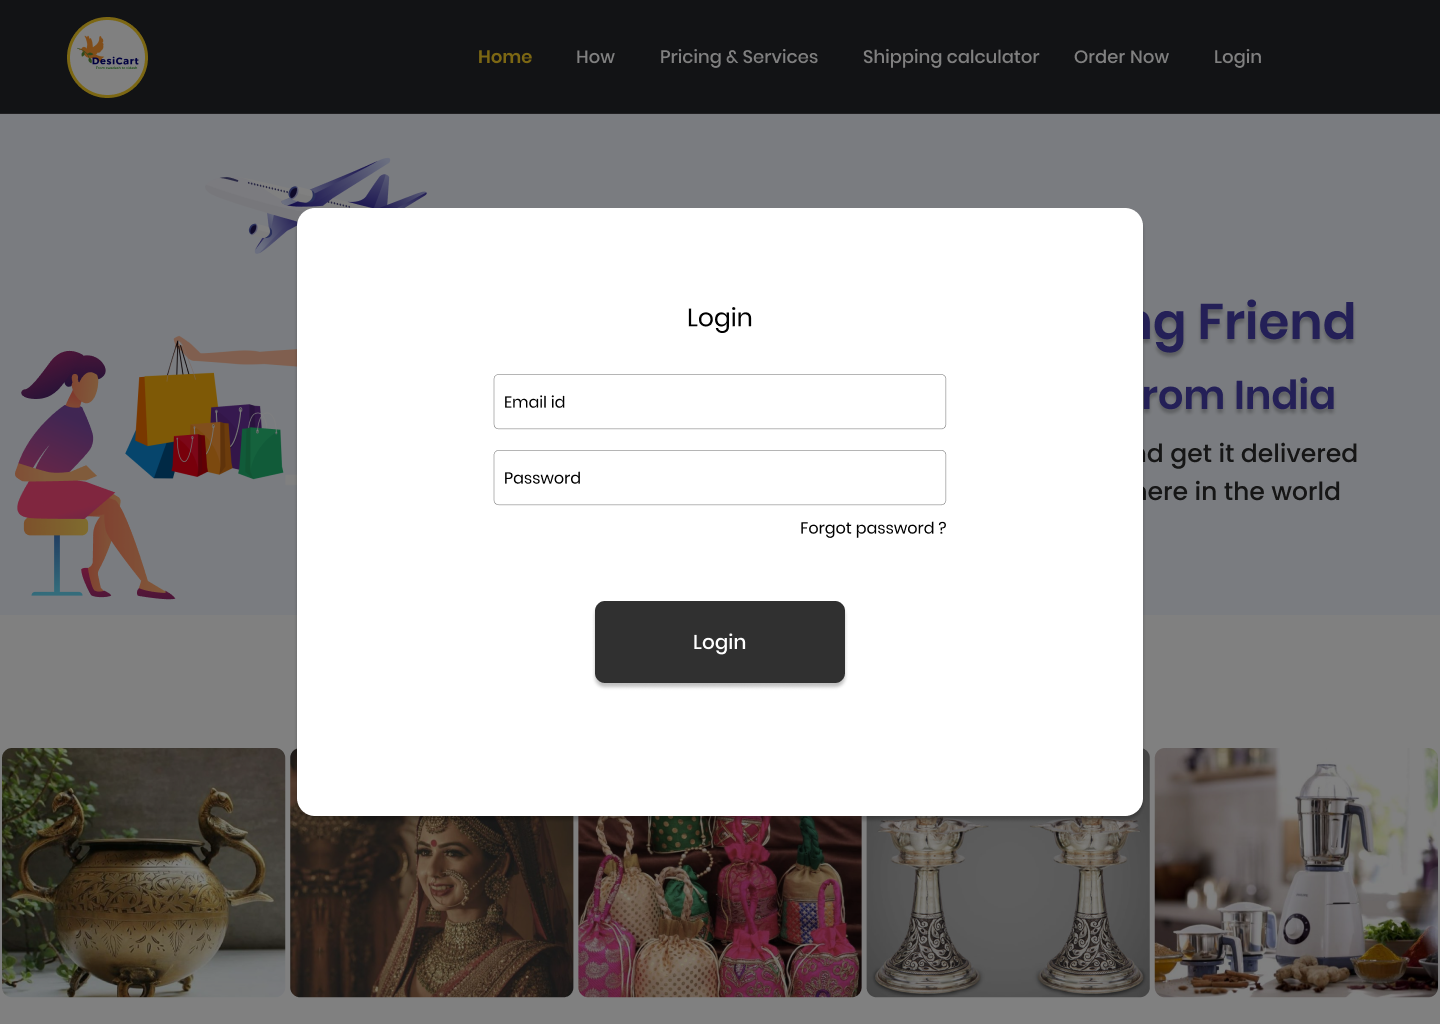 DesiCart
Home How Pricing & Services Shipping calculator Order Now Login
ng Friend
rom India
nd get it delivered
here in the world
Login
Email id
Password
Forgot password ?
Login